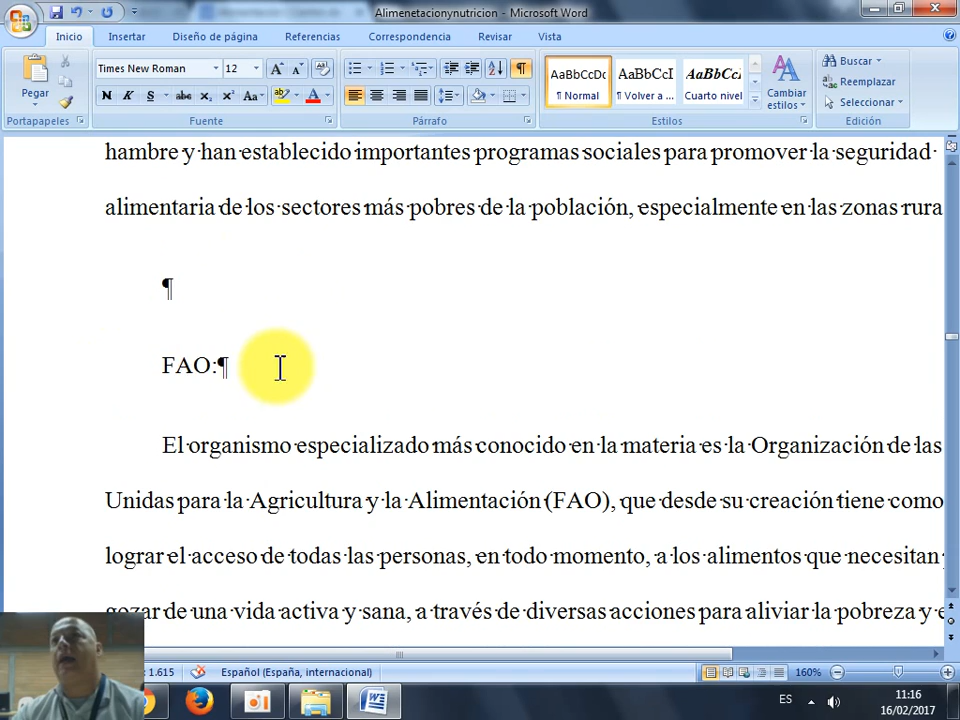 Alimenetacionynutricion - Microsoft Word
Inicio Insertar Diseño de página Referencias Correspondencia Revisar Vista
Pegar
Times New Roman 12
N K S abc x₂ x² Aa
AaBbCcDc AaBbCcI AaBbCcI
¶ Normal ¶ Volver a ... Cuarto nivel
Cambiar estilos
Buscar
Reemplazar
Seleccionar
Portapapeles Fuente Párrafo Estilos Edición
hambre y han establecido importantes programas sociales para promover la seguridad
alimentaria de los sectores más pobres de la población, especialmente en las zonas rura
¶
FAO:¶
El organismo especializado más conocido en la materia es la Organización de las
Unidas para la Agricultura y la Alimentación (FAO), que desde su creación tiene como
lograr el acceso de todas las personas, en todo momento, a los alimentos que necesitan
gozar de una vida activa y sana, a través de diversas acciones para aliviar la pobreza y e
: 1.615 Español (España, internacional) 160%
ES 11:16
16/02/2017